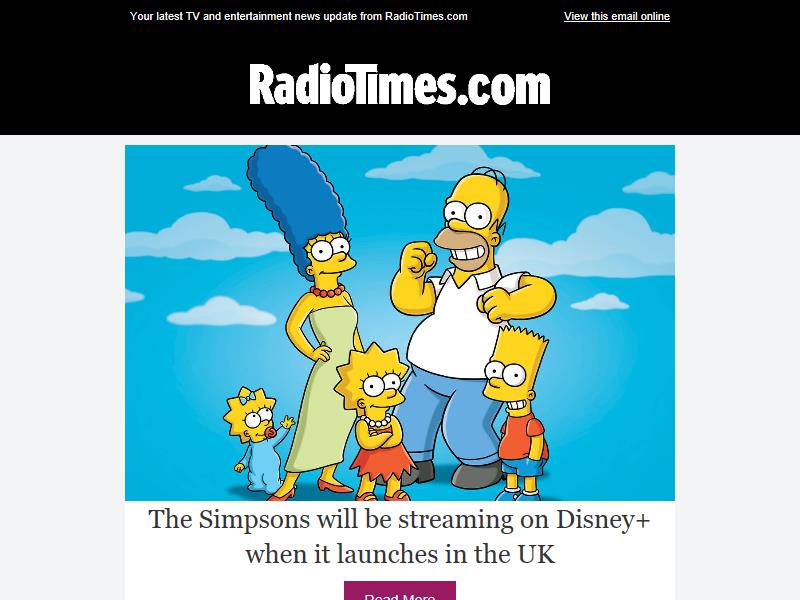 Your latest TV and entertainment news update from RadioTimes.com
View this email online
RadioTimes.com
The Simpsons will be streaming on Disney+
when it launches in the UK
Read More